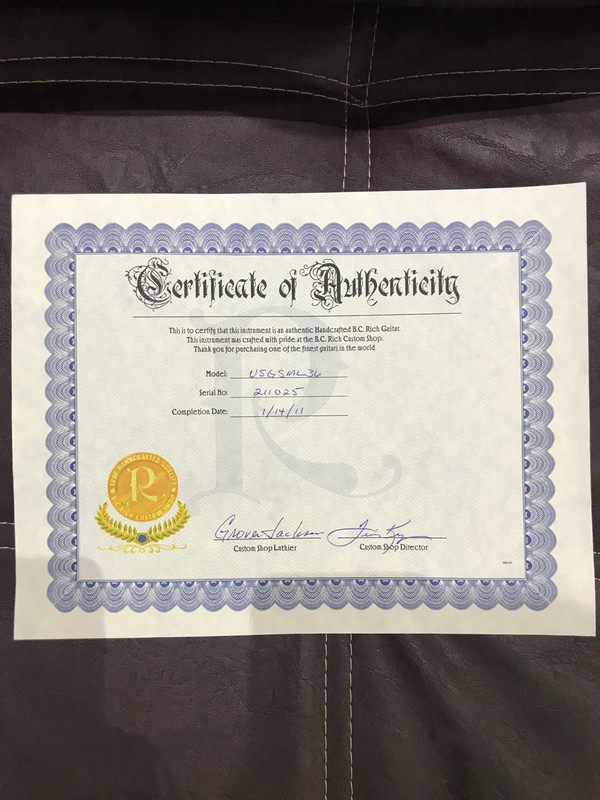 Certificate of Authenticity
This is to certify that this instrument is an authentic Handcrafted B.C. Rich Guitar.
This instrument was crafted with pride at the B.C. Rich Custom Shop.
Thank you for purchasing one of the finest guitars in the world.
Model: USGSML36
Serial No: 211025
Completion Date: 1/14/11
R
Grover Jackson
Custom Shop Luthier
Custom Shop Director